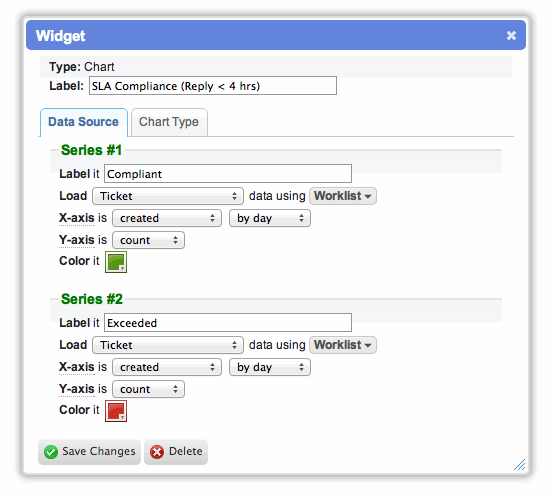 Widget
Type: Chart
Label: SLA Compliance (Reply < 4 hrs)
Data Source Chart Type
Series #1
Label it Compliant
Load Ticket data using Worklist
X-axis is created by day
Y-axis is count
Color it
Series #2
Label it Exceeded
Load Ticket data using Worklist
X-axis is created by day
Y-axis is count
Color it
Save Changes Delete